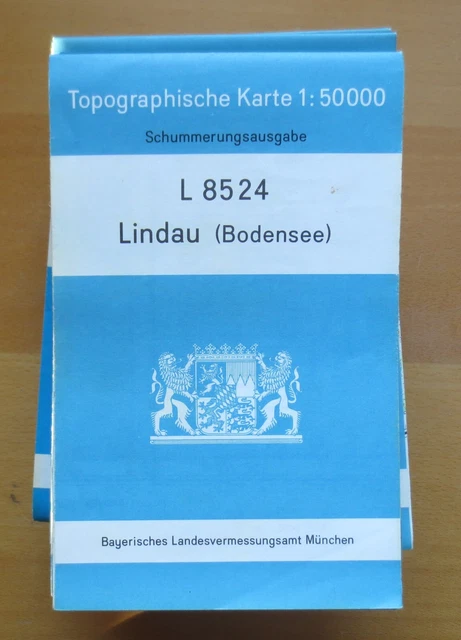 Topographische Karte 1:50000
Schummerungsausgabe
L 8524
Lindau (Bodensee)
Bayerisches Landesvermessungsamt München